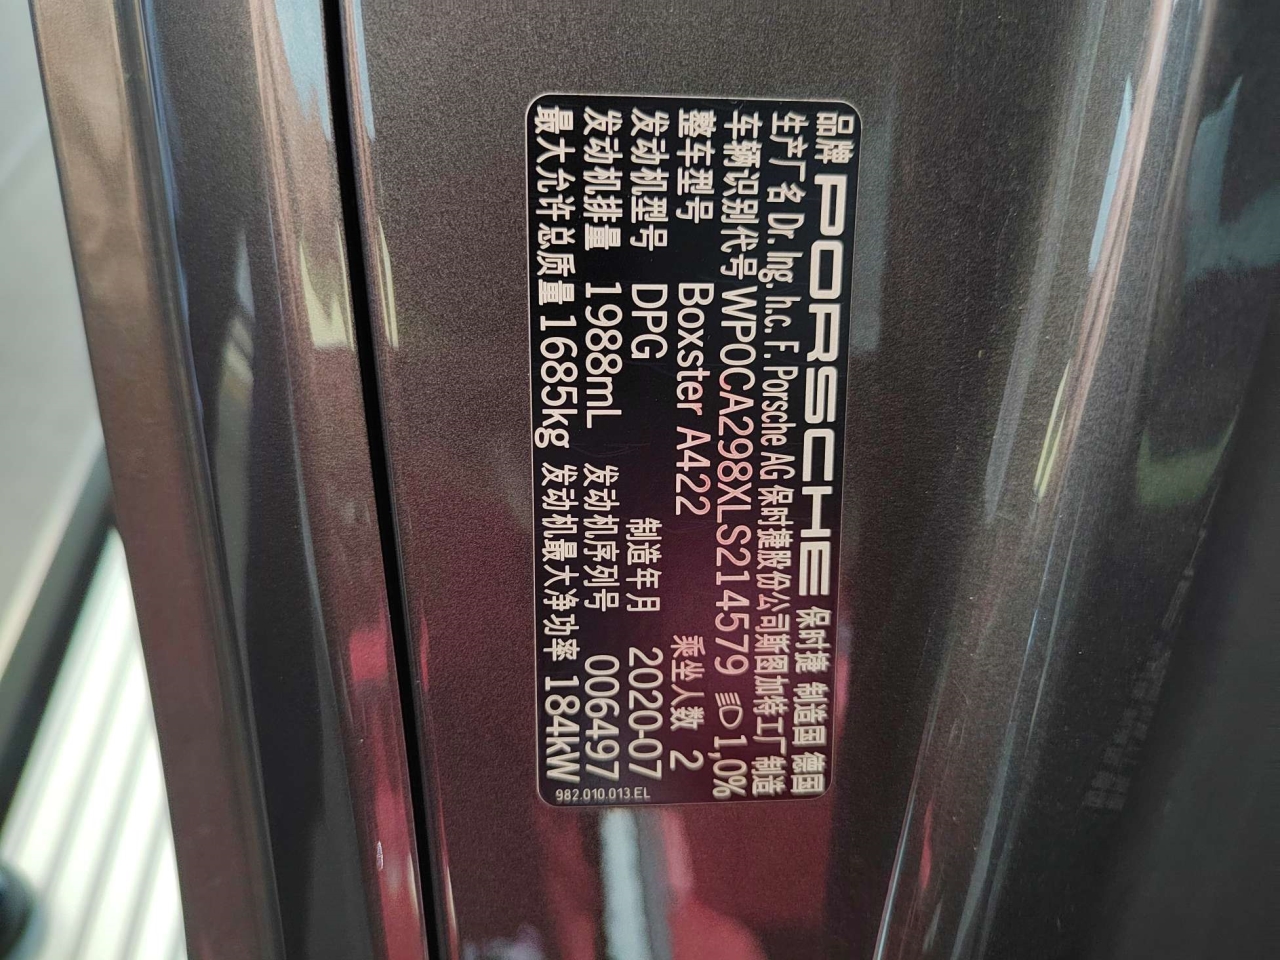 品牌 PORSCHE 保时捷 制造国 德国
生产厂名 Dr. Ing. h.c. F. Porsche AG 保时捷股份公司斯图加特工厂 制造
车辆识别代号 WP0CA298XLS214579 1,0%
整车型号 Boxster A422 乘坐人数 2
发动机型号 DPG 制造年月 2020-07
发动机排量 1988mL 发动机序列号 006497
最大允许总质量 1685kg 发动机最大净功率 184kW
982.010.013.EL